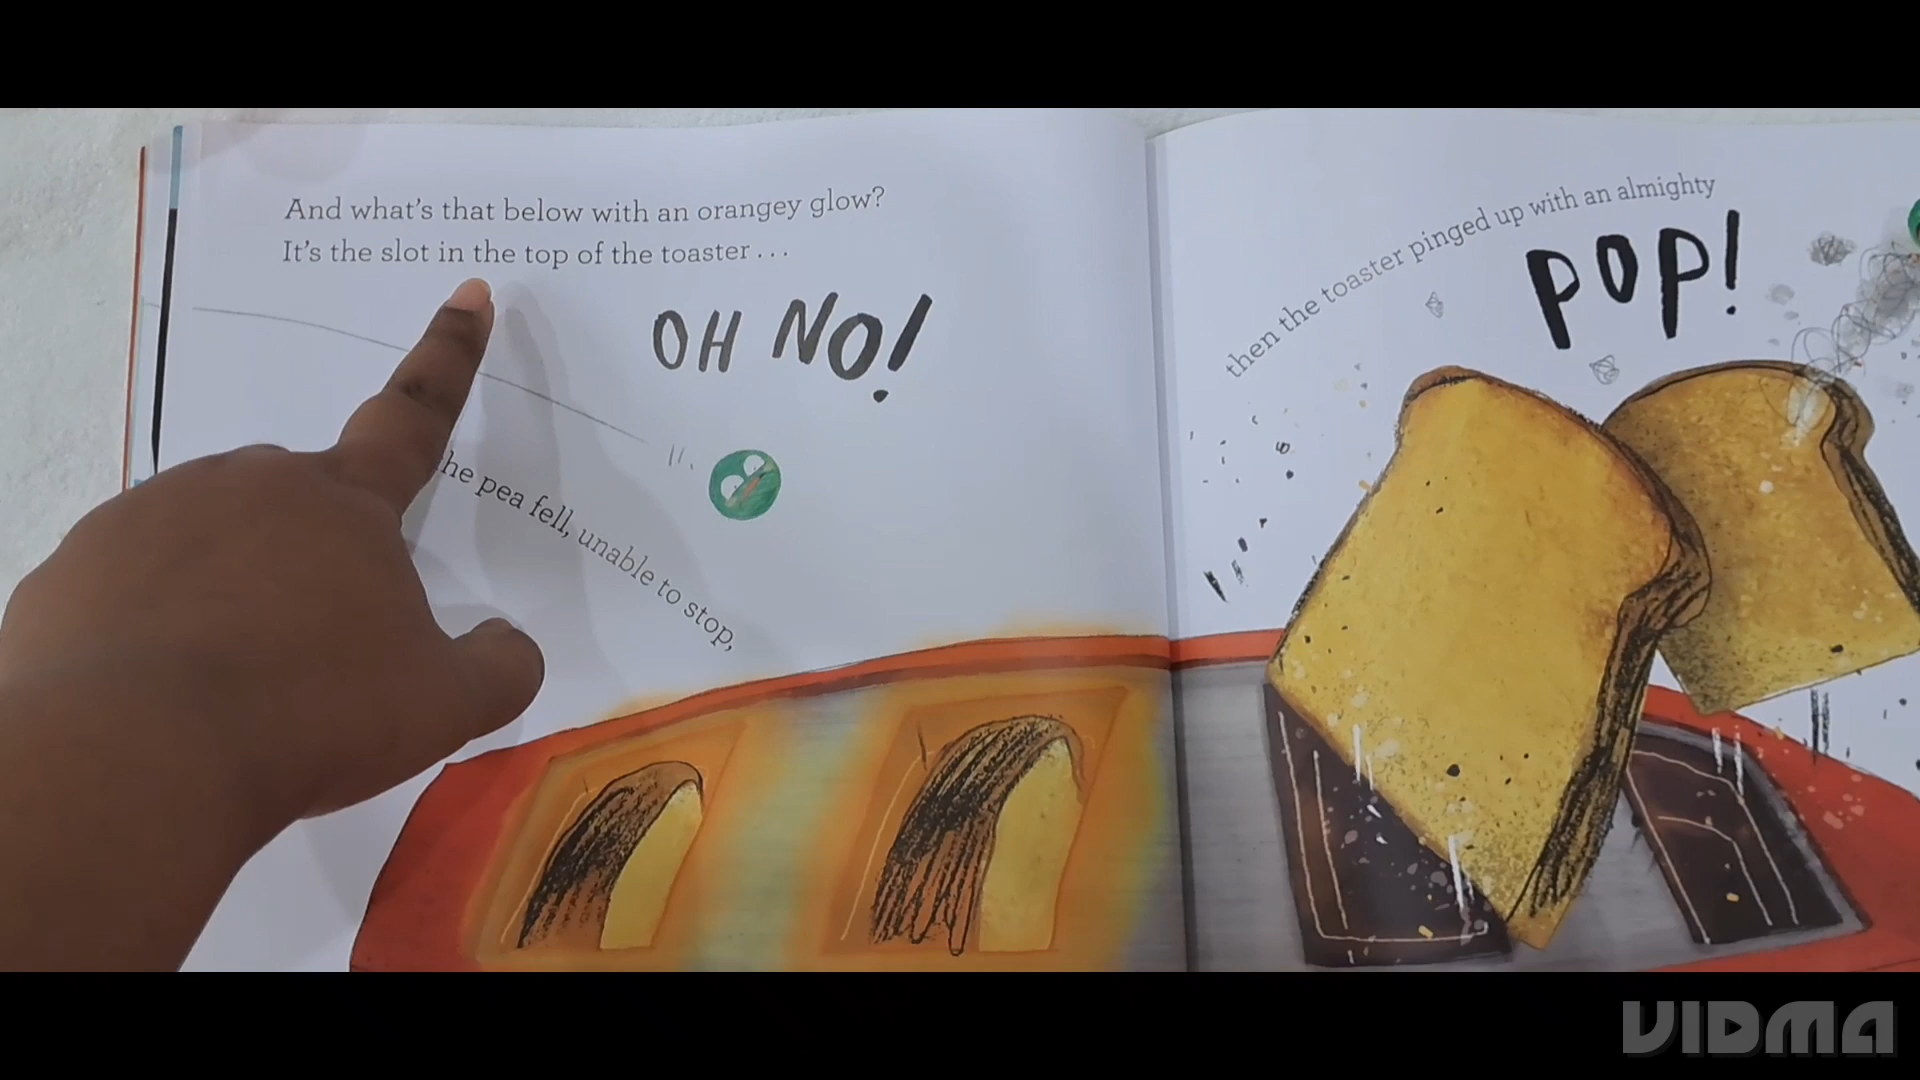 And what's that below with an orangey glow?
It's the slot in the top of the toaster . . .
OH NO!
he pea fell, unable to stop,
then the toaster pinged up with an almighty
POP!
VIDMA